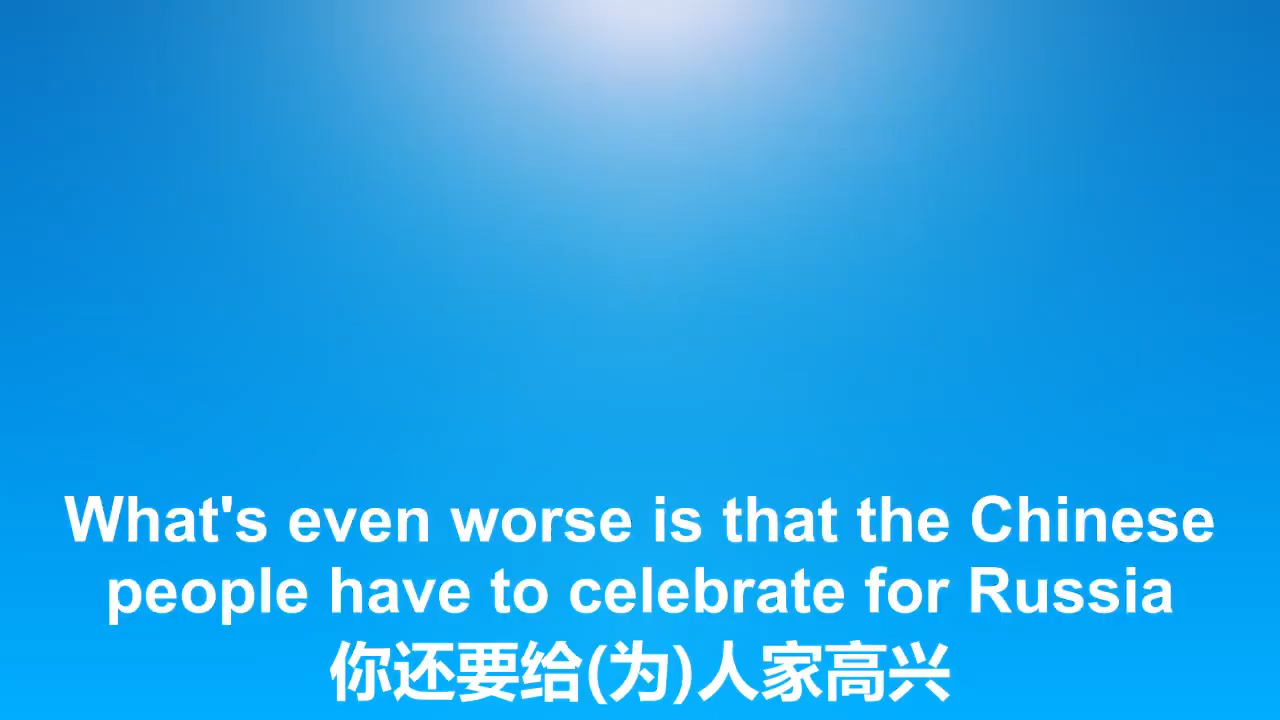 What's even worse is that the Chinese
people have to celebrate for Russia
你还要给(为)人家高兴